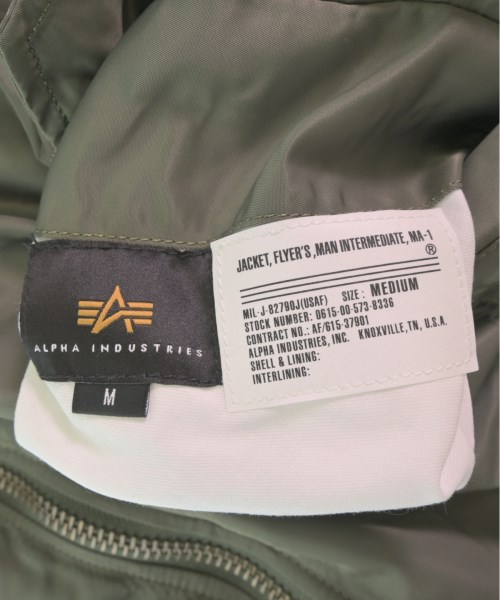 ALPHA INDUSTRIES
M
JACKET, FLYER'S ,MAN INTERMEDIATE, MA-1
®
MIL-J-82790J(USAF) SIZE: MEDIUM
STOCK NUMBER: 0615-00-573-8336
CONTRACT NO.: AF/615-37901
ALPHA INDUSTRIES, INC. KNOXVILLE, TN, U.S.A.
SHELL & LINING:
INTERLINING: